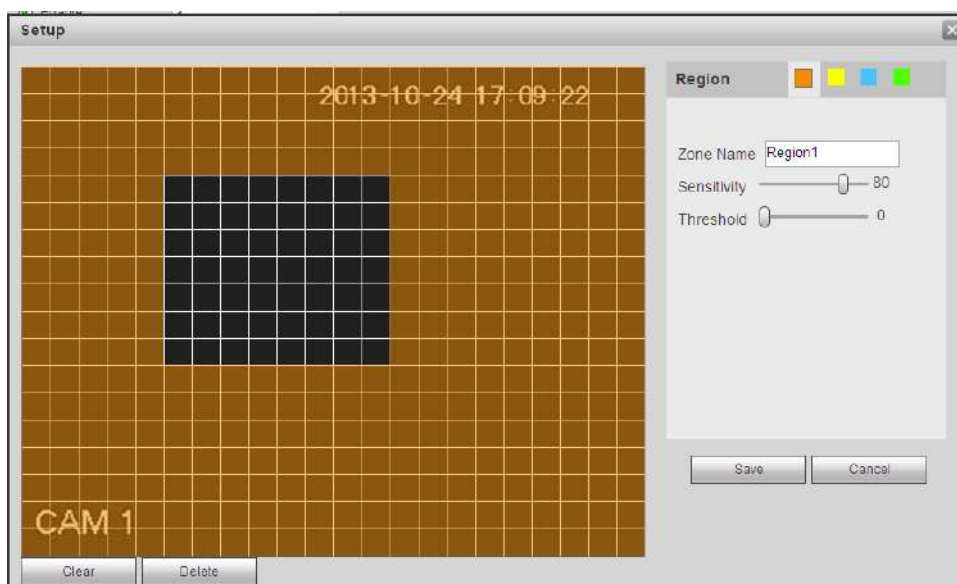 Setup
2013-10-24 17:09:22
Region
Zone Name Region1
Sensitivity 80
Threshold 0
Save Cancel
CAM 1
Clear Delete